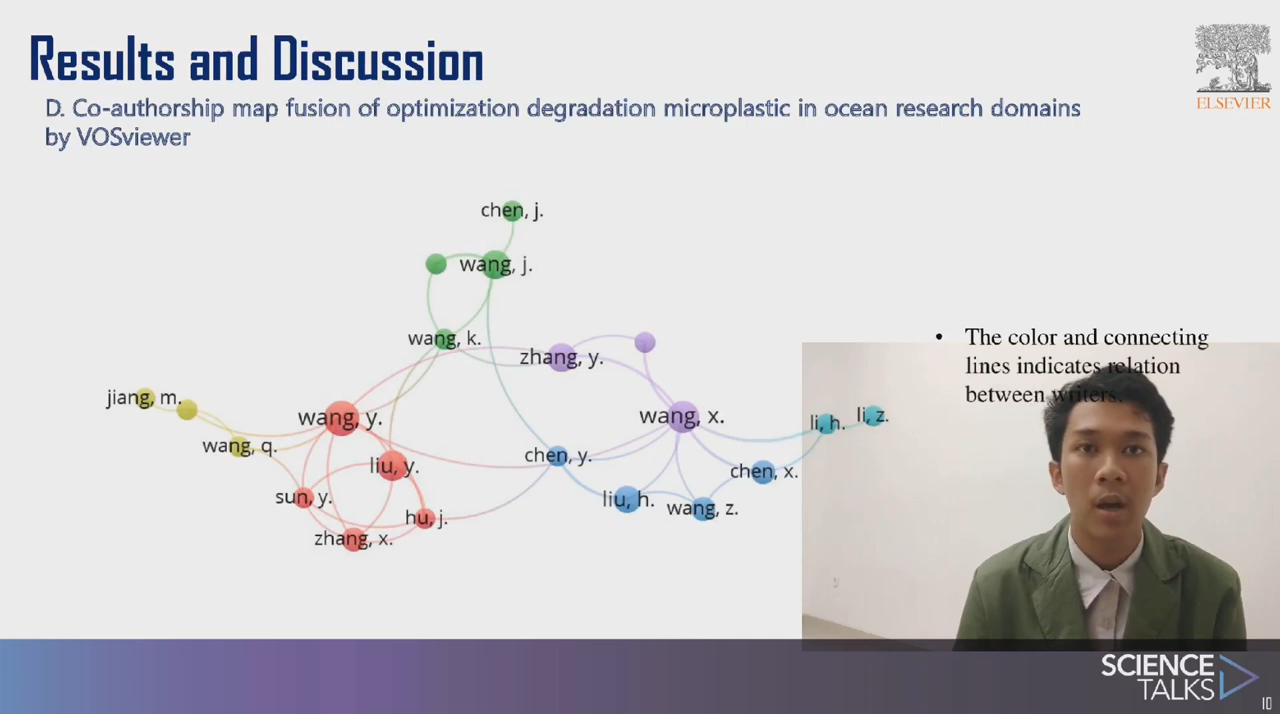 Results and Discussion
ELSEVIER
D. Co-authorship map fusion of optimization degradation microplastic in ocean research domains
by VOSviewer
chen, j.
wang, j.
wang, k.
zhang, y.
jiang, m.
wang, y.
wang, q.
liu, y.
sun, y.
hu, j.
zhang, x.
wang, x.
chen, y.
liu, h.
wang, z.
chen, x.
li, h.
li, z.
• The color and connecting
lines indicates relation
between writers.
SCIENCE
TALKS
10